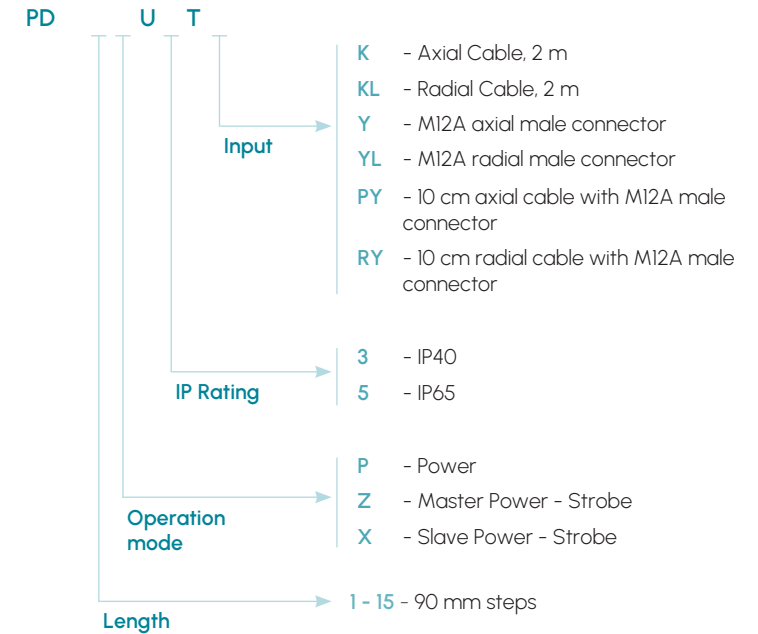 PD U T
K - Axial Cable, 2 m
KL - Radial Cable, 2 m
Y - M12A axial male connector
Input
YL - M12A radial male connector
PY - 10 cm axial cable with M12A male
connector
RY - 10 cm radial cable with M12A male
connector
3 - IP40
IP Rating
5 - IP65
P - Power
Z - Master Power - Strobe
Operation
mode
X - Slave Power - Strobe
1 - 15 - 90 mm steps
Length